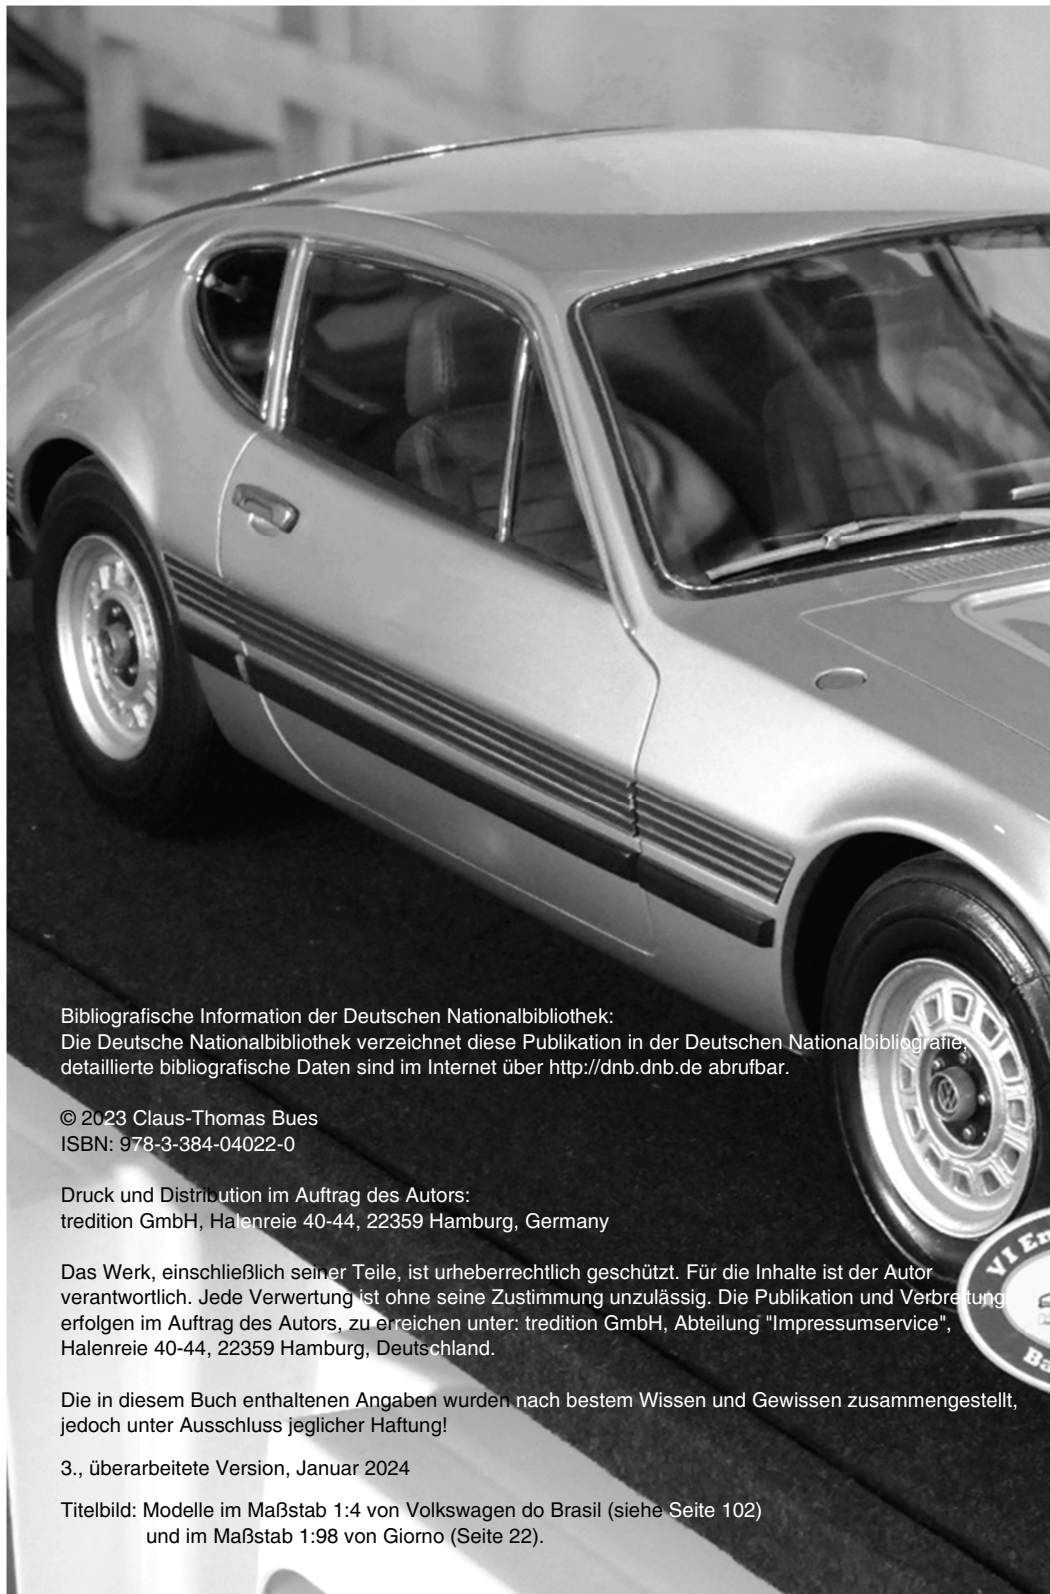 Bibliografische Information der Deutschen Nationalbibliothek:
Die Deutsche Nationalbibliothek verzeichnet diese Publikation in der Deutschen Nationalbibliografie;
detaillierte bibliografische Daten sind im Internet über http://dnb.dnb.de abrufbar.
© 2023 Claus-Thomas Bues
ISBN: 978-3-384-04022-0
Druck und Distribution im Auftrag des Autors:
tredition GmbH, Halenreie 40-44, 22359 Hamburg, Germany
Das Werk, einschließlich seiner Teile, ist urheberrechtlich geschützt. Für die Inhalte ist der Autor
verantwortlich. Jede Verwertung ist ohne seine Zustimmung unzulässig. Die Publikation und Verbreitung
erfolgen im Auftrag des Autors, zu erreichen unter: tredition GmbH, Abteilung "Impressumservice",
Halenreie 40-44, 22359 Hamburg, Deutschland.
Die in diesem Buch enthaltenen Angaben wurden nach bestem Wissen und Gewissen zusammengestellt,
jedoch unter Ausschluss jeglicher Haftung!
3., überarbeitete Version, Januar 2024
Titelbild: Modelle im Maßstab 1:4 von Volkswagen do Brasil (siehe Seite 102)
und im Maßstab 1:98 von Giorno (Seite 22).
VI En
Ba